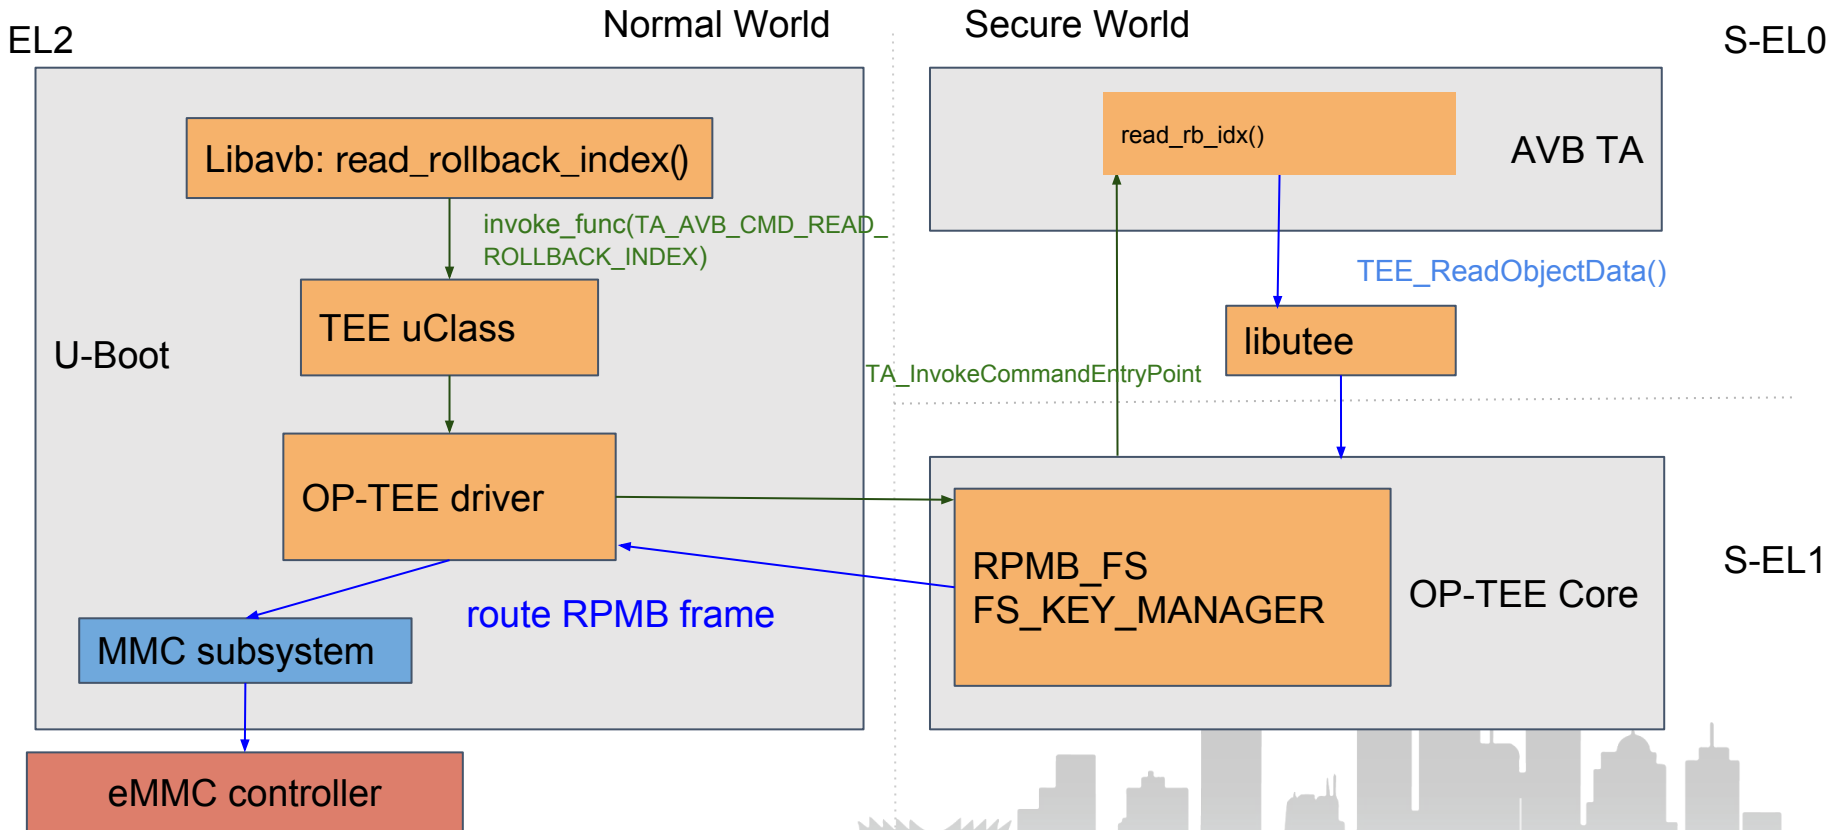 Normal World
Secure World
EL2
S-EL0
Libavb: read_rollback_index()
invoke_func(TA_AVB_CMD_READ_
ROLLBACK_INDEX)
TEE uClass
U-Boot
OP-TEE driver
route RPMB frame
MMC subsystem
eMMC controller
read_rb_idx()
AVB TA
TEE_ReadObjectData()
libutee
TA_InvokeCommandEntryPoint
RPMB_FS
FS_KEY_MANAGER
OP-TEE Core
S-EL1